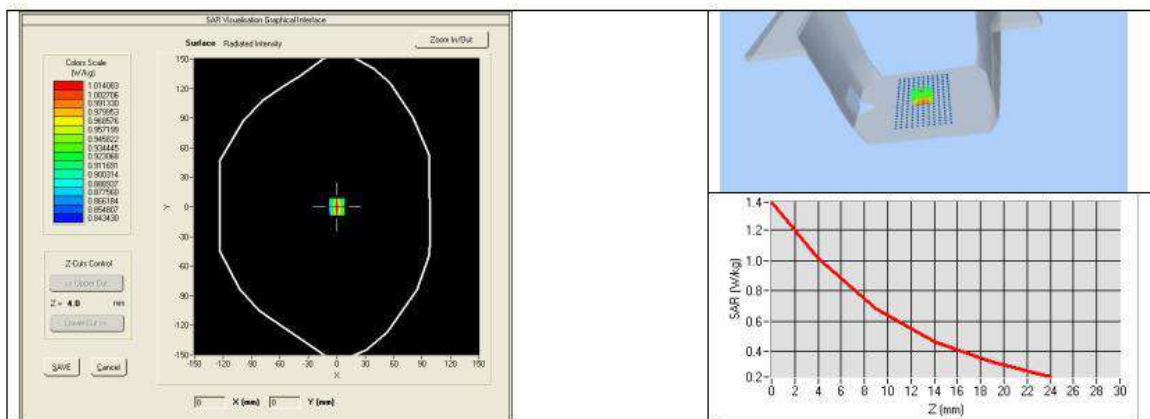 SAR Visualisation Graphical Interface
Surface Radiated Intensity
Zoom In/Out
Colors Scale
(W/kg)
1.014083
1.002706
0.991330
0.979953
0.968576
0.957199
0.945822
0.934445
0.923068
0.911691
0.900314
0.888937
0.877560
0.866184
0.854807
0.843430
Z-Cuts Control
<< Upper Cut
Z = 4.0 mm
Lower Cut >>
SAVE Cancel
150
120
90
60
30
0
-30
-60
-90
-120
-150
Y
-150 -120 -90 -60 -30 0 30 60 90 120 150
X
0 X (mm) 0 Y (mm)
1.4
1.2
1.0
0.8
0.6
0.4
0.2
SAR (W/kg)
0 2 4 6 8 10 12 14 16 18 20 22 24 26 28 30
Z (mm)